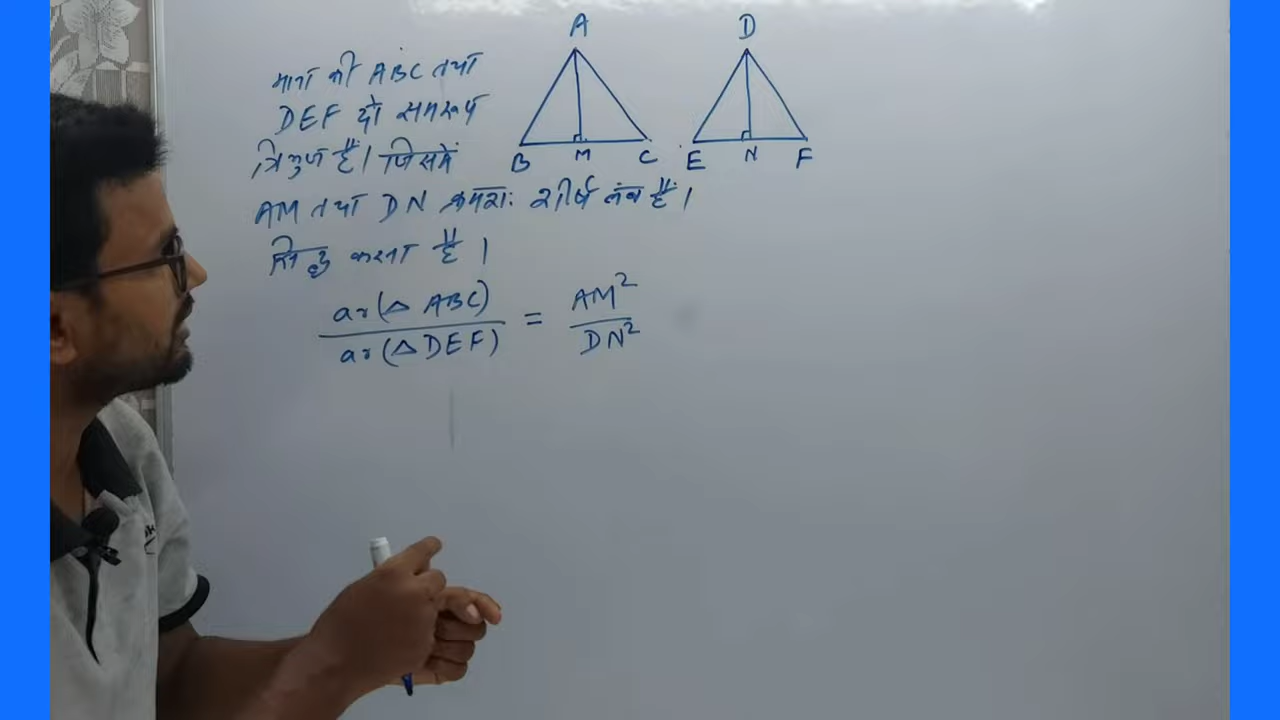 माना की ABC तथा
DEF दो समरूप
त्रिभुज हैं। जिसमें
AM तथा DN क्रमशः शीर्ष लंब हैं।
सिद्ध करना है।
ar(△ ABC) / ar(△ DEF) = AM² / DN²
A
B M C
D
E N F